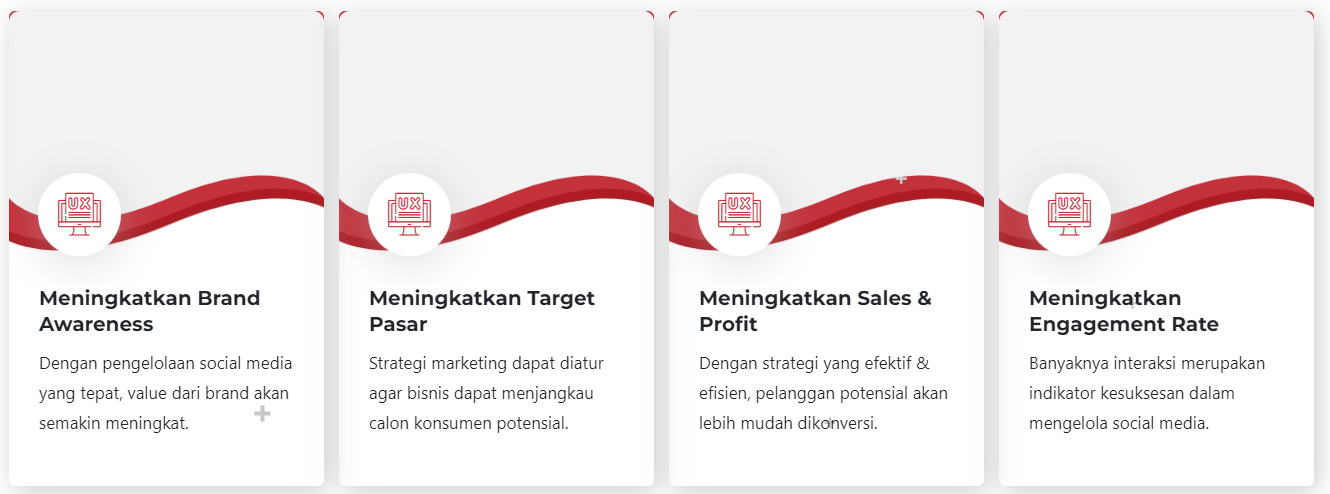 UX
Meningkatkan Brand
Awareness
Dengan pengelolaan social media
yang tepat, value dari brand akan
semakin meningkat.
UX
Meningkatkan Target
Pasar
Strategi marketing dapat diatur
agar bisnis dapat menjangkau
calon konsumen potensial.
UX
Meningkatkan Sales &
Profit
Dengan strategi yang efektif &
efisien, pelanggan potensial akan
lebih mudah dikonversi.
UX
Meningkatkan
Engagement Rate
Banyaknya interaksi merupakan
indikator kesuksesan dalam
mengelola social media.